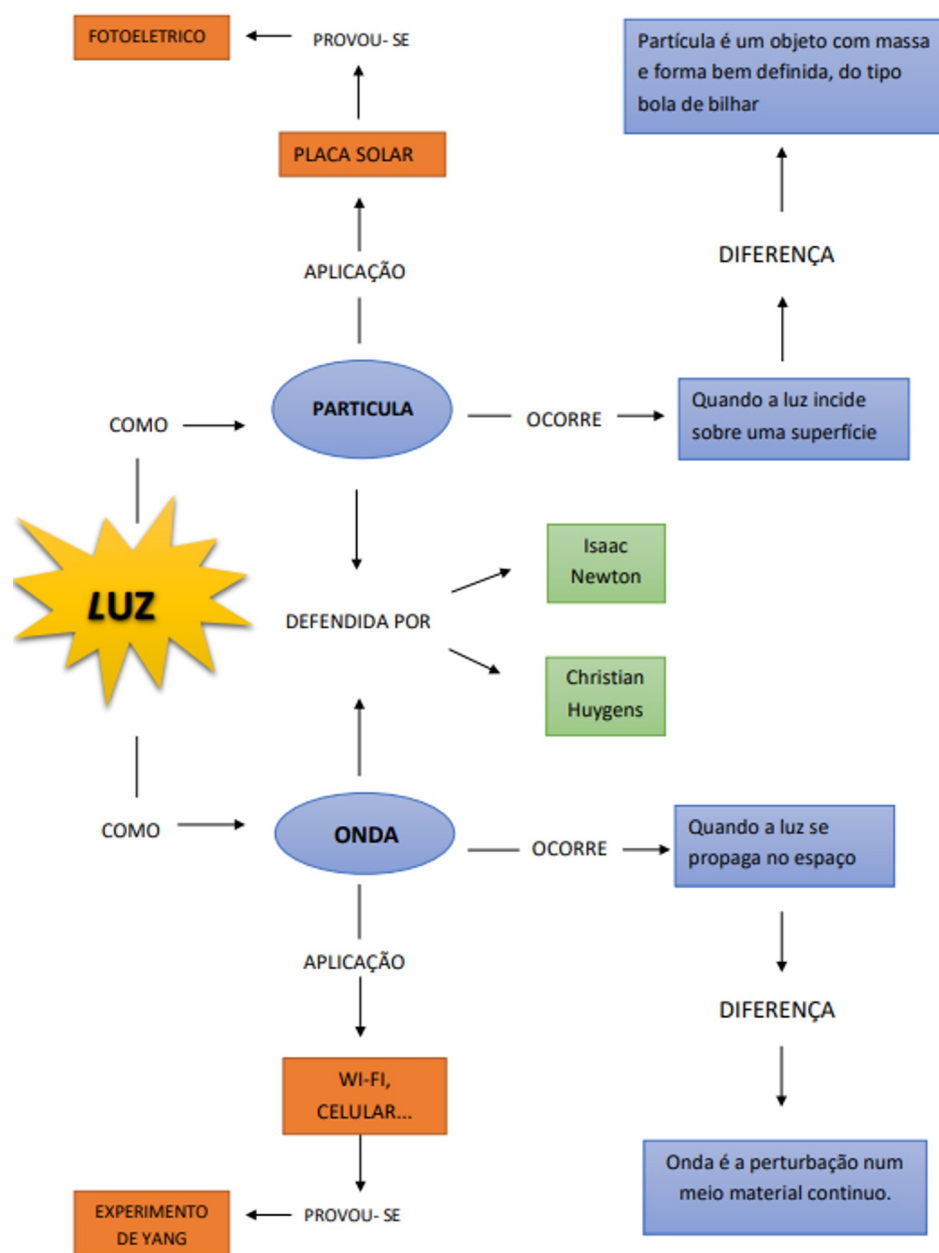 FOTOELETRICO
PROVOU- SE
Partícula é um objeto com massa
e forma bem definida, do tipo
bola de bilhar
PLACA SOLAR
DIFERENÇA
APLICAÇÃO
COMO
PARTICULA
OCORRE
Quando a luz incide
sobre uma superfície
LUZ
DEFENDIDA POR
Isaac
Newton
Christian
Huygens
COMO
ONDA
OCORRE
Quando a luz se
propaga no espaço
APLICAÇÃO
DIFERENÇA
WI-FI,
CELULAR...
Onda é a perturbação num
meio material continuo.
EXPERIMENTO
DE YANG
PROVOU- SE